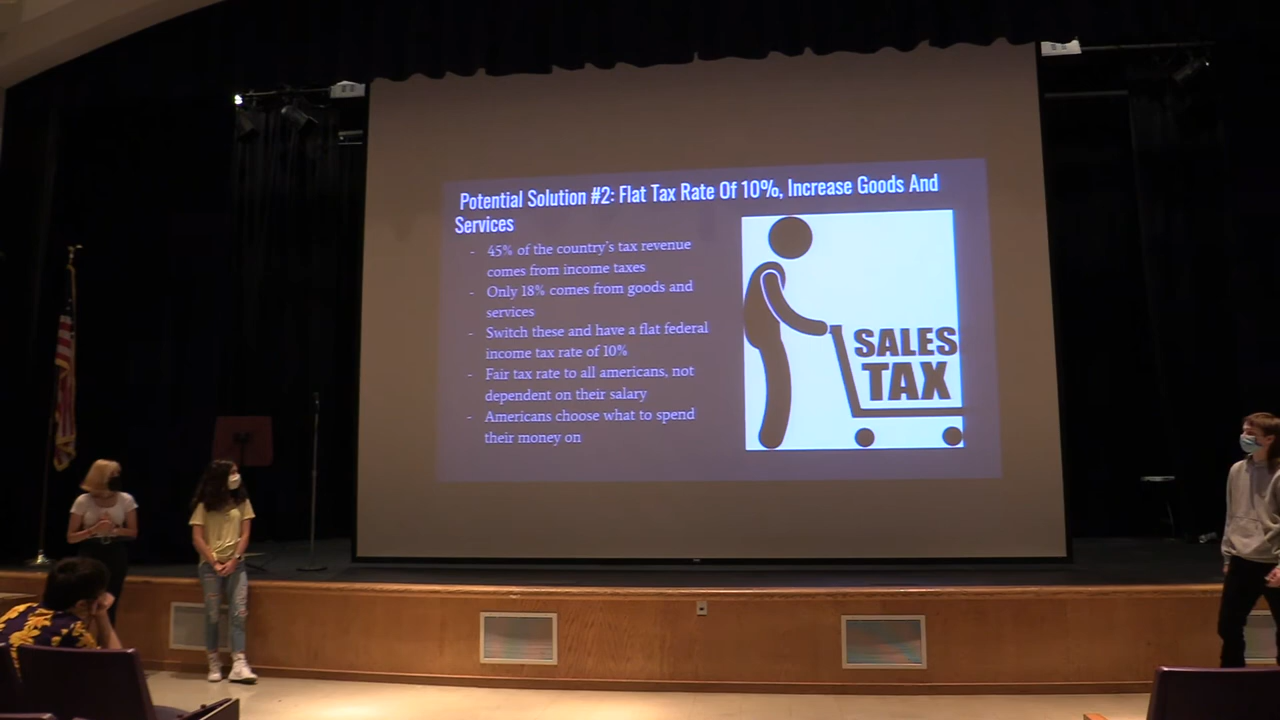 Potential Solution #2: Flat Tax Rate Of 10%, Increase Goods And
Services
- 45% of the country's tax revenue
comes from income taxes
- Only 18% comes from goods and
services
- Switch these and have a flat federal
income tax rate of 10%
- Fair tax rate to all americans, not
dependent on their salary
- Americans choose what to spend
their money on
SALES
TAX